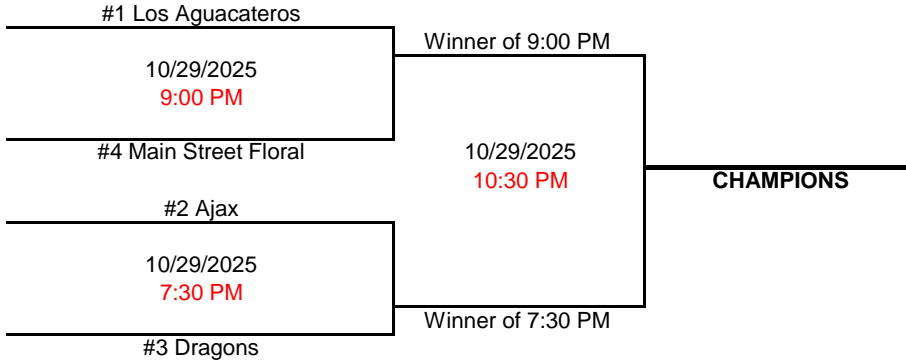 #1 Los Aguacateros
Winner of 9:00 PM
10/29/2025
9:00 PM
#4 Main Street Floral
10/29/2025
10:30 PM
CHAMPIONS
#2 Ajax
10/29/2025
7:30 PM
Winner of 7:30 PM
#3 Dragons